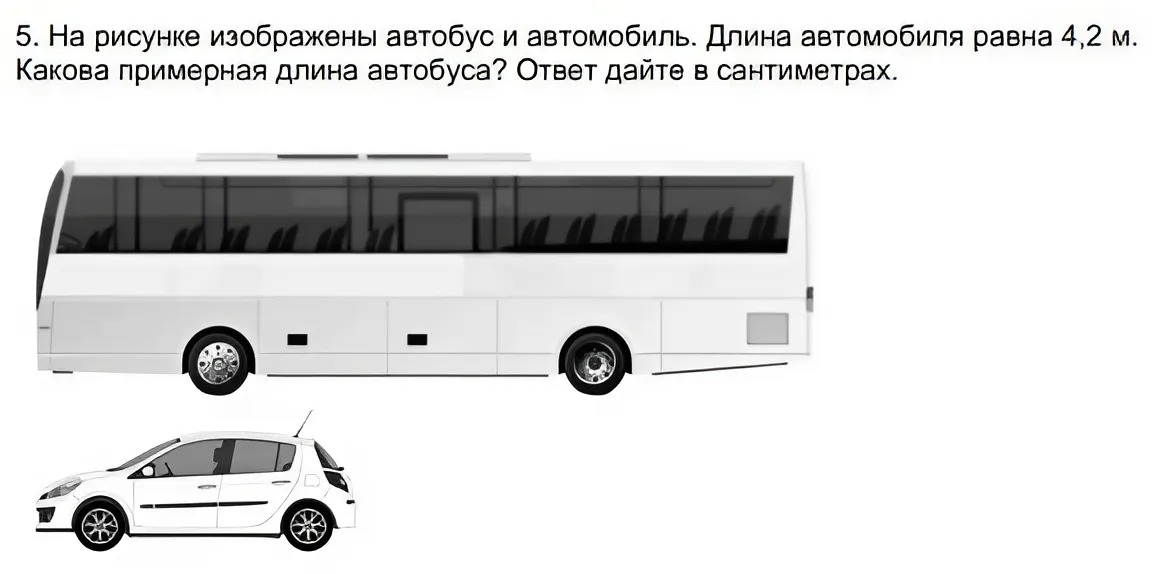 5. На рисунке изображены автобус и автомобиль. Длина автомобиля равна 4,2 м.
Какова примерная длина автобуса? Ответ дайте в сантиметрах.